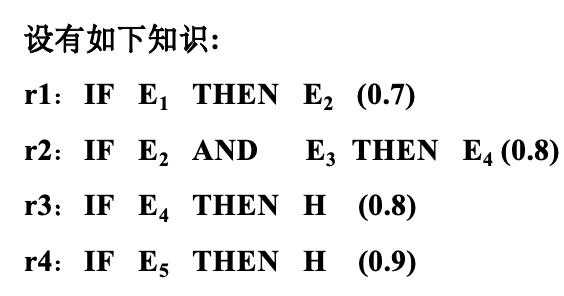 设有如下知识:
r1: IF E₁ THEN E₂ (0.7)
r2: IF E₂ AND E₃ THEN E₄ (0.8)
r3: IF E₄ THEN H (0.8)
r4: IF E₅ THEN H (0.9)